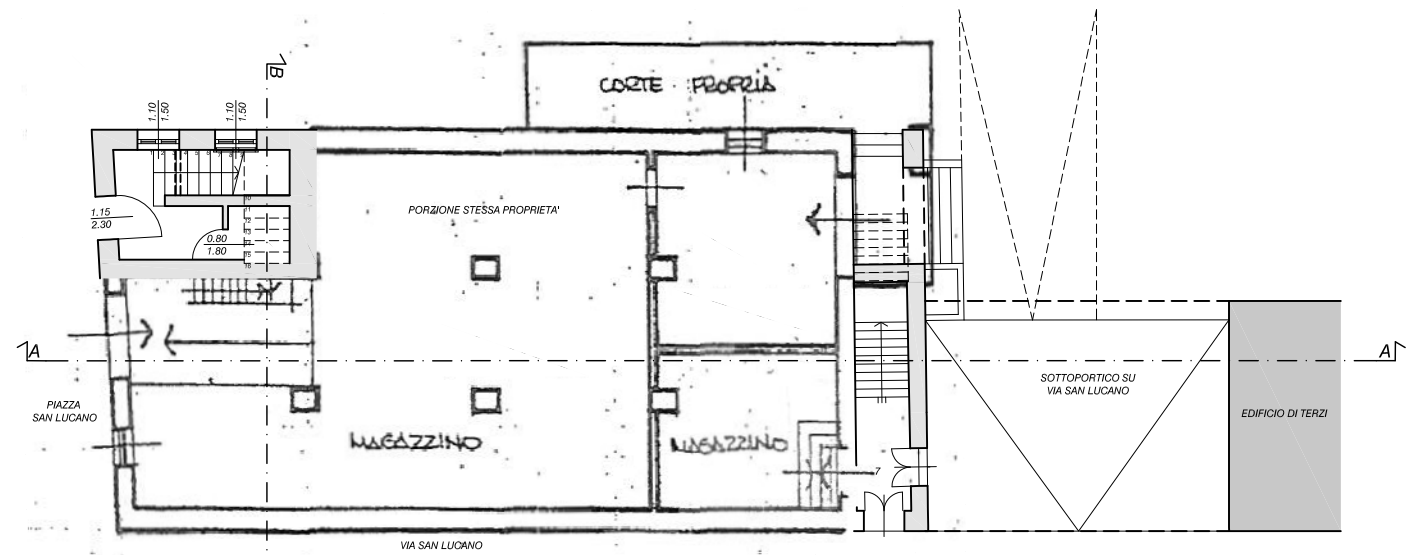 B
CORTE PROPRIA
1.10
1.50
1.10
1.50
1.15
2.30
PORZIONE STESSA PROPRIETA'
0.80
1.80
A
A
SOTTOPORTICO SU
VIA SAN LUCANO
PIAZZA
SAN LUCANO
EDIFICIO DI TERZI
MAGAZZINO
MAGAZZINO
7
VIA SAN LUCANO